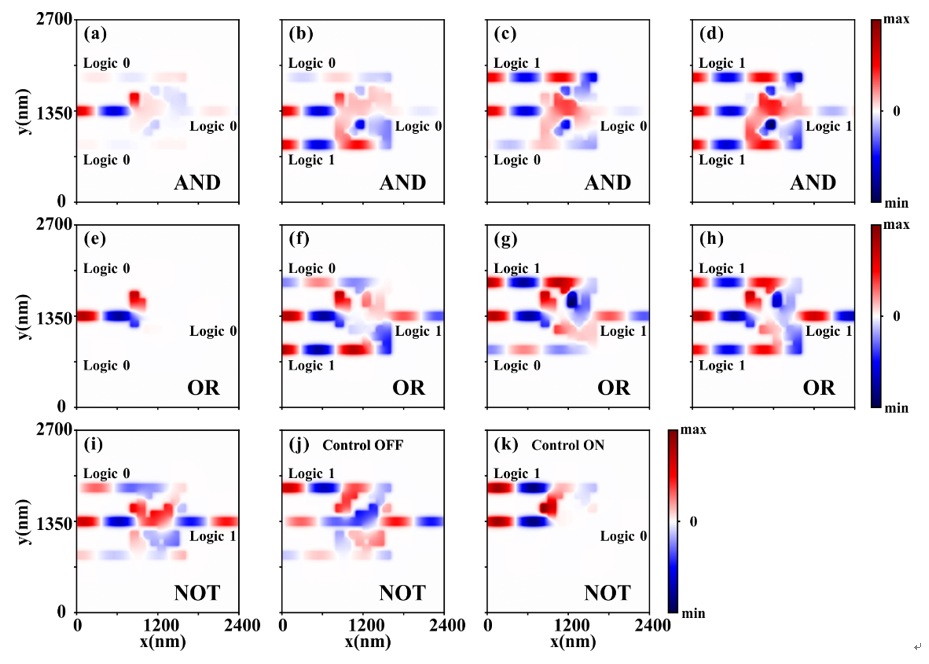 2700 (a) (b) (c) (d) max
Logic 0 Logic 0 Logic 1 Logic 1
y(nm) 1350 0
Logic 0 Logic 0 Logic 0 Logic 1
Logic 0 Logic 1 Logic 0 Logic 1
AND AND AND AND
0 min
2700 (e) (f) (g) (h) max
Logic 0 Logic 0 Logic 1 Logic 1
y(nm) 1350 0
Logic 0 Logic 1 Logic 1 Logic 1
Logic 0 Logic 1 Logic 0 Logic 1
OR OR OR OR
0 min
2700 (i) (j) Control OFF (k) Control ON max
Logic 0 Logic 1 Logic 1
y(nm) 1350 0
Logic 1 Logic 0
NOT NOT NOT
0 min
0 1200 2400 0 1200 2400 0 1200 2400
x(nm) x(nm) x(nm)